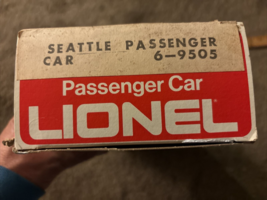 SEATTLE PASSENGER
CAR 6-9505
Passenger Car
LIONEL